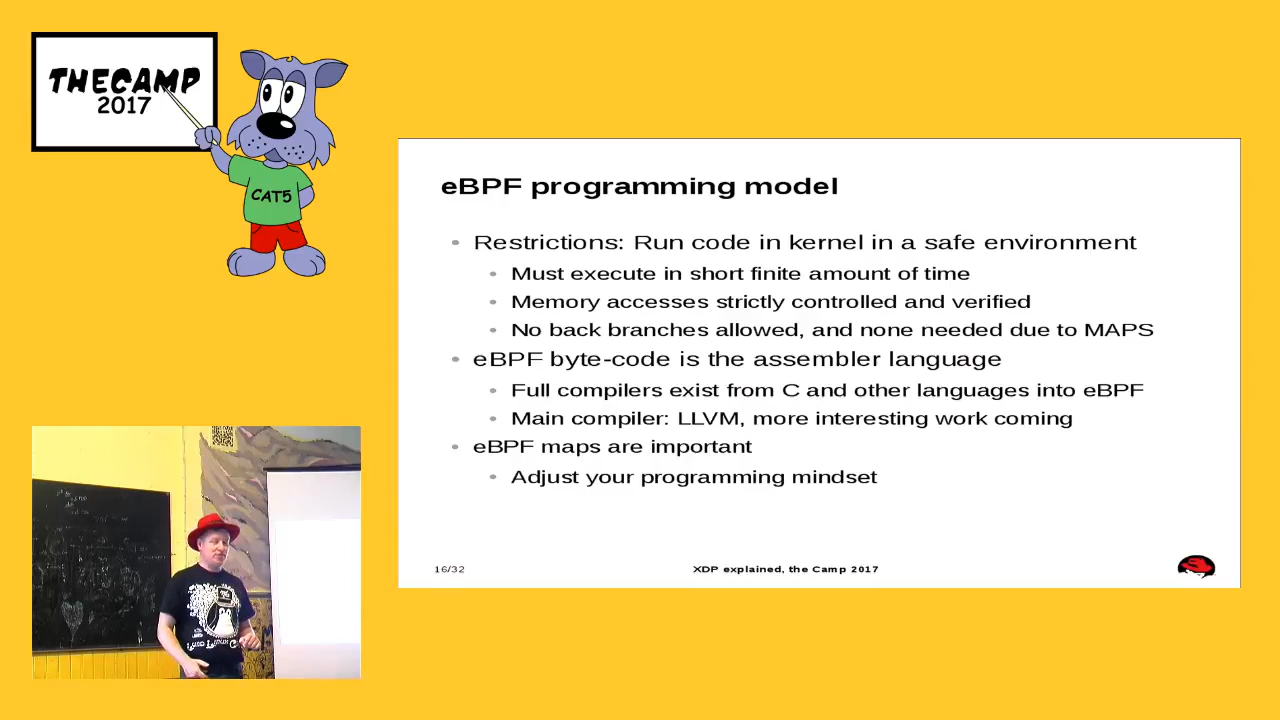 THECAMP
2017
CAT5
eBPF programming model
Restrictions: Run code in kernel in a safe environment
Must execute in short finite amount of time
Memory accesses strictly controlled and verified
No back branches allowed, and none needed due to MAPS
eBPF byte-code is the assembler language
Full compilers exist from C and other languages into eBPF
Main compiler: LLVM, more interesting work coming
eBPF maps are important
Adjust your programming mindset
16/32
XDP explained, the Camp 2017